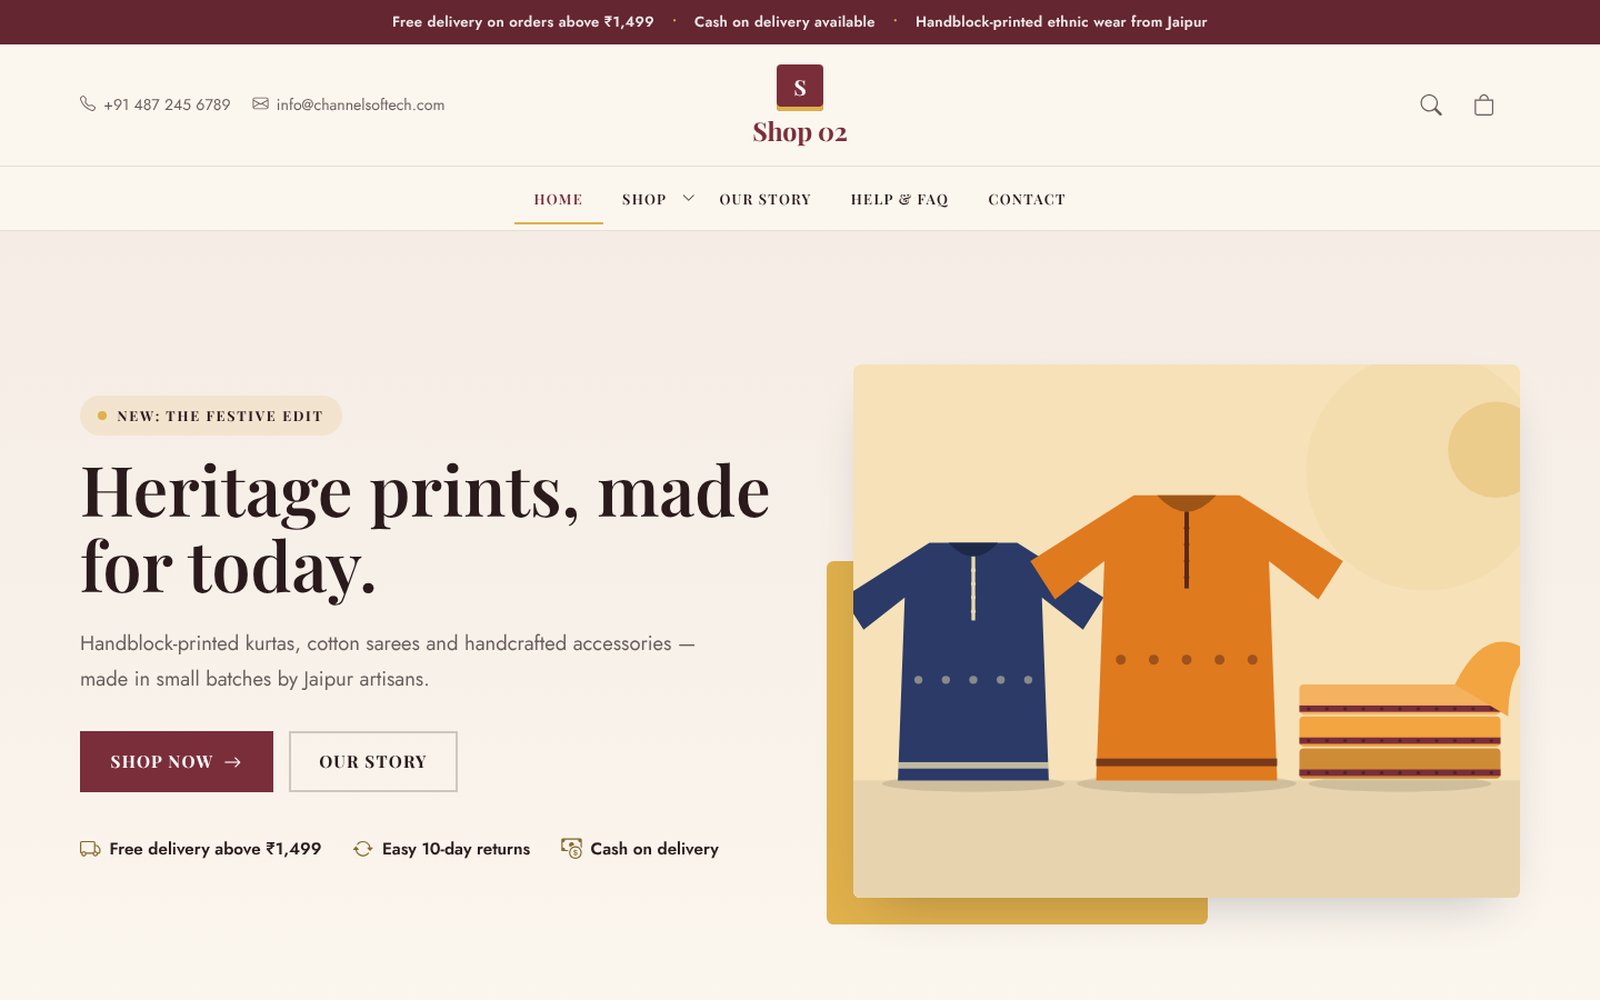 Free delivery on orders above ₹1,499 · Cash on delivery available · Handblock-printed ethnic wear from Jaipur
+91 487 245 6789 info@channelsoftech.com
S
Shop 02
HOME SHOP OUR STORY HELP & FAQ CONTACT
NEW: THE FESTIVE EDIT
Heritage prints, made
for today.
Handblock-printed kurtas, cotton sarees and handcrafted accessories —
made in small batches by Jaipur artisans.
SHOP NOW → OUR STORY
Free delivery above ₹1,499 Easy 10-day returns Cash on delivery